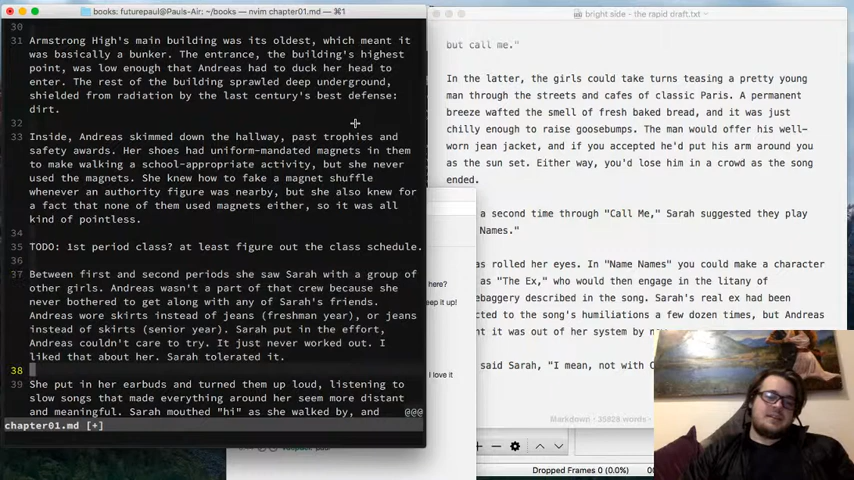 books: futurepaul@Pauls-Air: ~/books — nvim chapter01.md — ⌘1
30
31 Armstrong High's main building was its oldest, which meant it
was basically a bunker. The entrance, the building's highest
point, was low enough that Andreas had to duck her head to
enter. The rest of the building sprawled deep underground,
shielded from radiation by the last century's best defense:
dirt.
32
33 Inside, Andreas skimmed down the hallway, past trophies and
safety awards. Her shoes had uniform-mandated magnets in them
to make walking a school-appropriate activity, but she never
used the magnets. She knew how to fake a magnet shuffle
whenever an authority figure was nearby, but she also knew for
a fact that none of them used magnets either, so it was all
kind of pointless.
34
35 TODO: 1st period class? at least figure out the class schedule.
36
37 Between first and second periods she saw Sarah with a group of
other girls. Andreas wasn't a part of that crew because she
never bothered to get along with any of Sarah's friends.
Andreas wore skirts instead of jeans (freshman year), or jeans
instead of skirts (senior year). Sarah put in the effort,
Andreas couldn't care to try. It just never worked out. I
liked that about her. Sarah tolerated it.
38
39 She put in her earbuds and turned them up loud, listening to
slow songs that made everything around her seem more distant
and meaningful. Sarah mouthed "hi" as she walked by, and @@@
chapter01.md [+]
bright side - the rapid draft.txt
but call me."
In the latter, the girls could take turns teasing a pretty young
man through the streets and cafes of classic Paris. A permanent
breeze wafted the smell of fresh baked bread, and it was just
chilly enough to raise goosebumps. The man would offer his well-
worn jean jacket, and if you accepted he'd put his arm around you
as the sun set. Either way, you'd lose him in a crowd as the song
ended.
a second time through "Call Me," Sarah suggested they play
Names."
as rolled her eyes. In "Name Names" you could make a character
as "The Ex," who would then engage in the litany of
ebaggery described in the song. Sarah's real ex had been
cted to the song's humiliations a few dozen times, but Andreas
t it was out of her system by
said Sarah, "I mean, not with
here?
eep it up!
I love it
Markdown 35828 words
Dropped Frames 0 (0.0%)